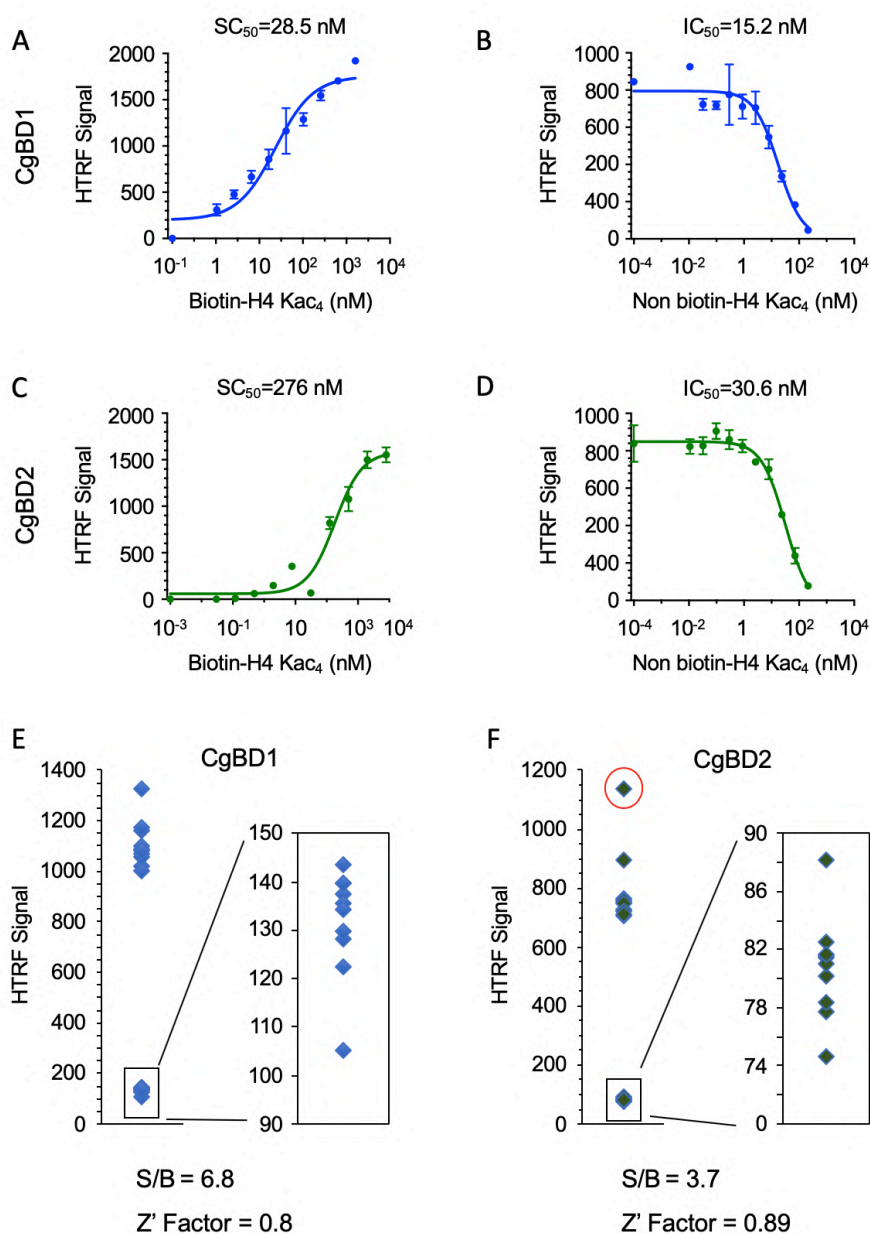 A
SC50=28.5 nM
CgBD1
HTRF Signal
2000
1500
1000
500
0
10-1
1
10
102
103
104
Biotin-H4 Kac4 (nM)
B
IC50=15.2 nM
HTRF Signal
1000
800
600
200
400
0
10-4
10-2
1
102
104
Non biotin-H4 Kac4 (nM)
C
SC50=276 nM
CgBD2
HTRF Signal
2000
1500
1000
500
0
10-3
10-1
10
103
104
Biotin-H4 Kac4 (nM)
D
IC50=30.6 nM
HTRF Signal
1000
800
600
200
400
0
10-4
10-2
1
102
104
Non biotin-H4 Kac4 (nM)
E
CgBD1
HTRF Signal
1400
1200
1000
800
600
400
200
0
150
140
130
120
110
100
90
S/B = 6.8
Z' Factor = 0.8
F
CgBD2
HTRF Signal
1200
1000
800
600
400
200
0
90
86
82
78
74
0
S/B = 3.7
Z' Factor = 0.89